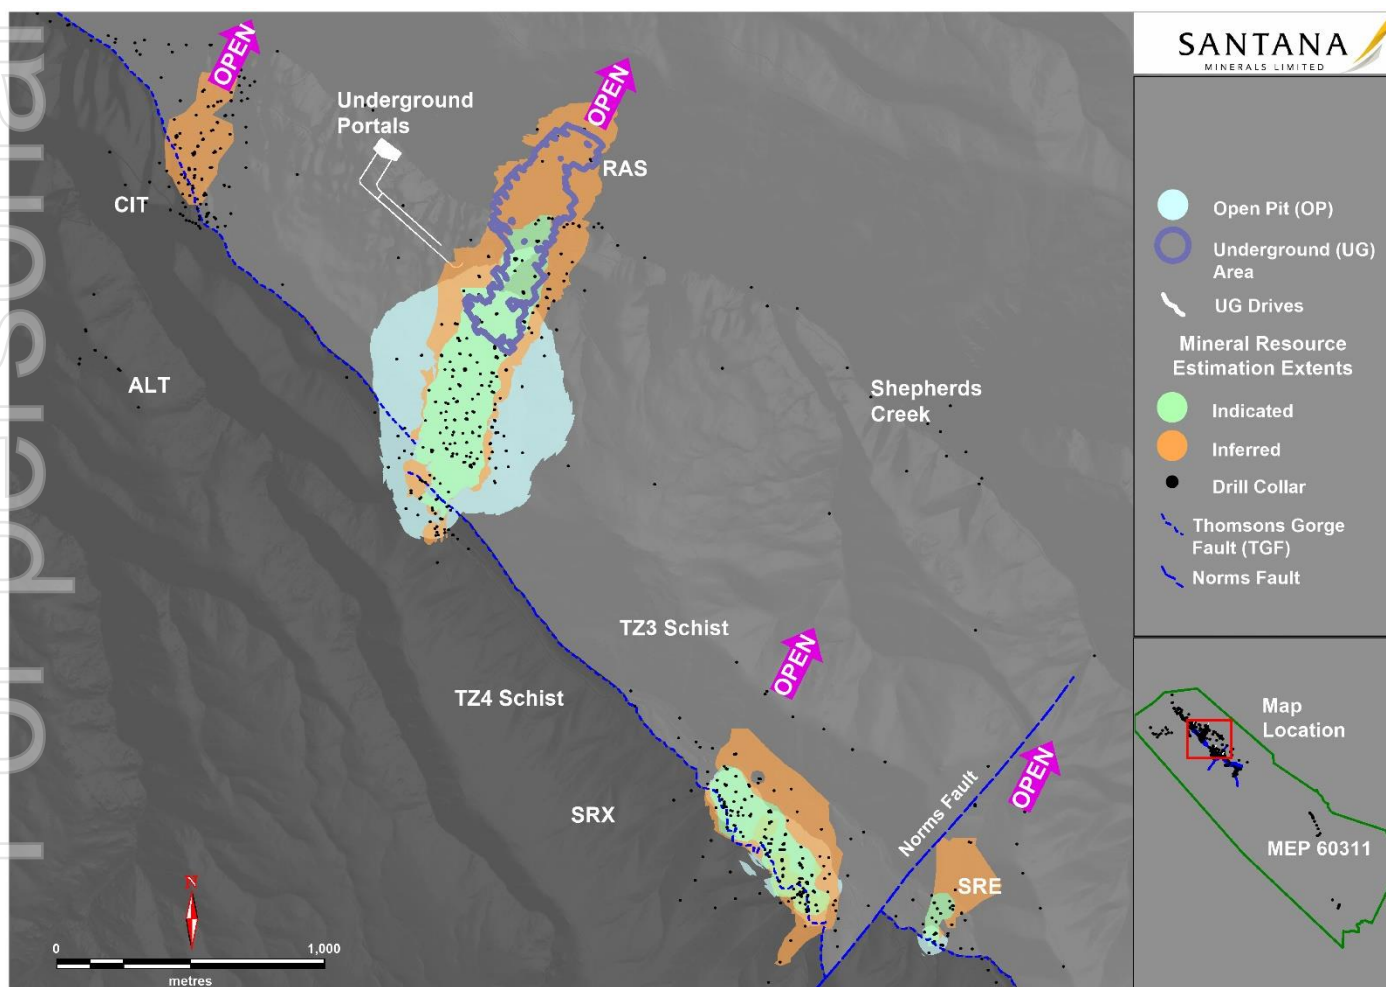 For personal
OPEN
OPEN
Underground
Portals
RAS
CIT
ALT
Shepherds
Creek
TZ3 Schist
OPEN
TZ4 Schist
OPEN
Norms Fault
SRX
SRE
N
0
1,000
metres
SANTANA
MINERALS LIMITED
Open Pit (OP)
Underground (UG)
Area
UG Drives
Mineral Resource
Estimation Extents
Indicated
Inferred
Drill Collar
Thomsons Gorge
Fault (TGF)
Norms Fault
Map
Location
MEP 60311